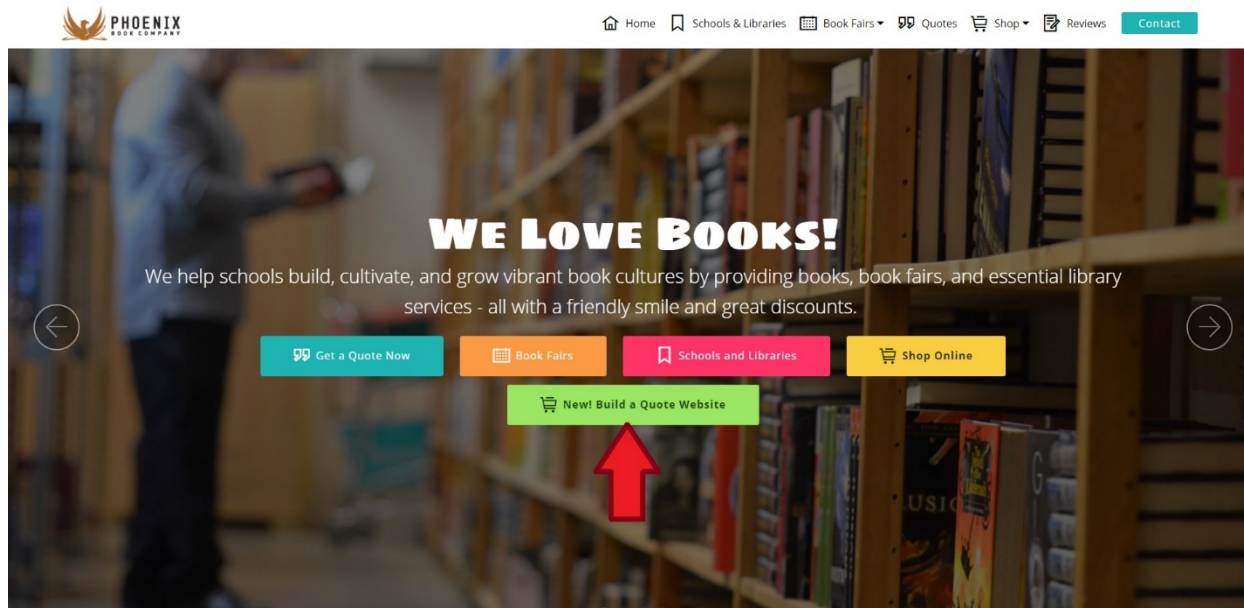 PHOENIX
BOOK COMPANY
Home Schools & Libraries Book Fairs Quotes Shop Reviews Contact
WE LOVE BOOKS!
We help schools build, cultivate, and grow vibrant book cultures by providing books, book fairs, and essential library
services - all with a friendly smile and great discounts.
Get a Quote Now Book Fairs Schools and Libraries Shop Online
New! Build a Quote Website